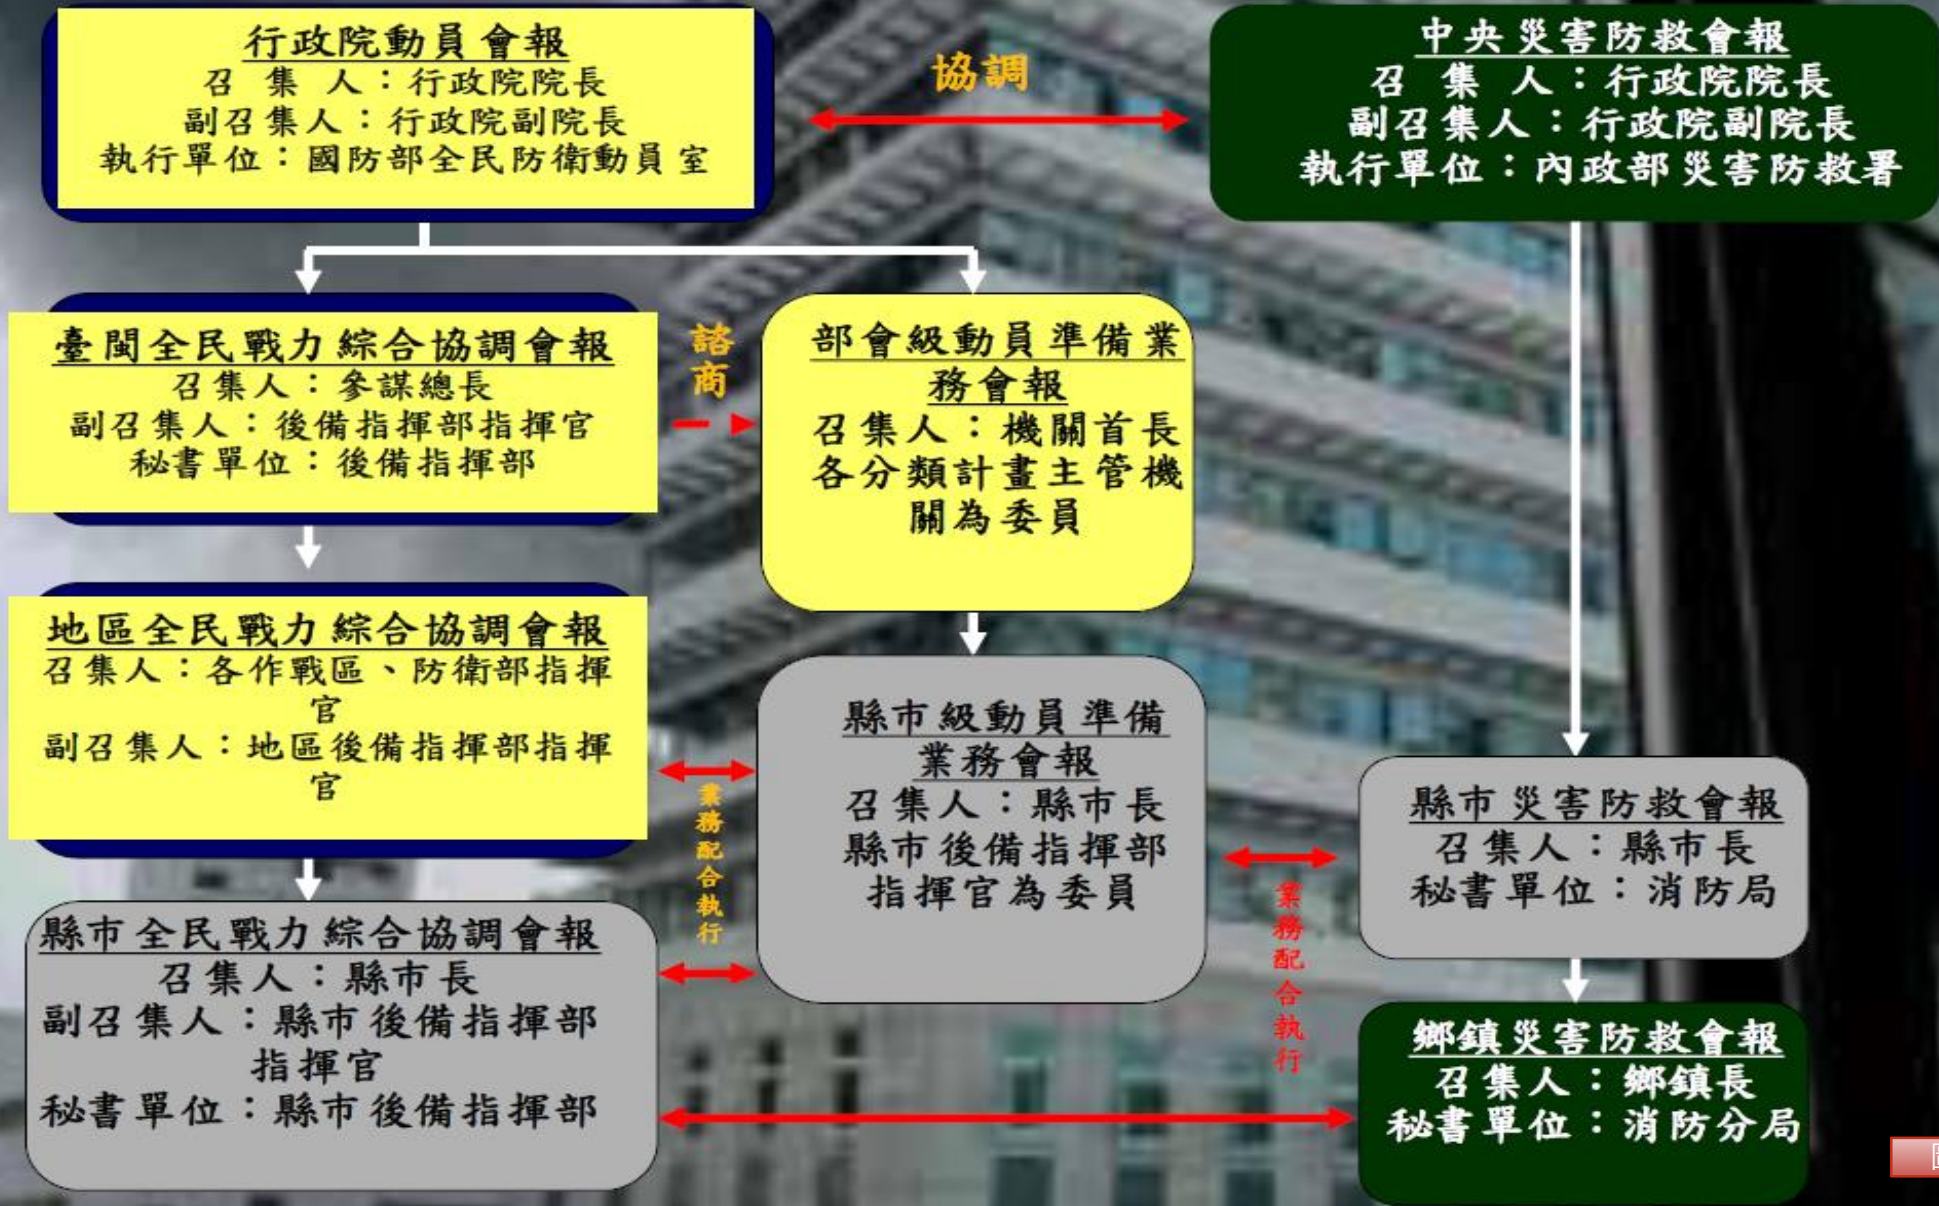 行政院動員會報
召 集 人：行政院院長
副召集人：行政院副院長
執行單位：國防部全民防衛動員室
協調
中央災害防救會報
召 集 人：行政院院長
副召集人：行政院副院長
執行單位：內政部災害防救署
臺閩全民戰力綜合協調會報
召集人：參謀總長
副召集人：後備指揮部指揮官
秘書單位：後備指揮部
諮
商
部會級動員準備業
務會報
召集人：機關首長
各分類計畫主管機
關為委員
地區全民戰力綜合協調會報
召集人：各作戰區、防衛部指揮
官
副召集人：地區後備指揮部指揮
官
業
務
配
合
執
行
縣市級動員準備
業務會報
召集人：縣市長
縣市後備指揮部
指揮官為委員
業
務
配
合
執
行
縣市災害防救會報
召集人：縣市長
秘書單位：消防局
縣市全民戰力綜合協調會報
召集人：縣市長
副召集人：縣市後備指揮部
指揮官
秘書單位：縣市後備指揮部
鄉鎮災害防救會報
召集人：鄉鎮長
秘書單位：消防分局